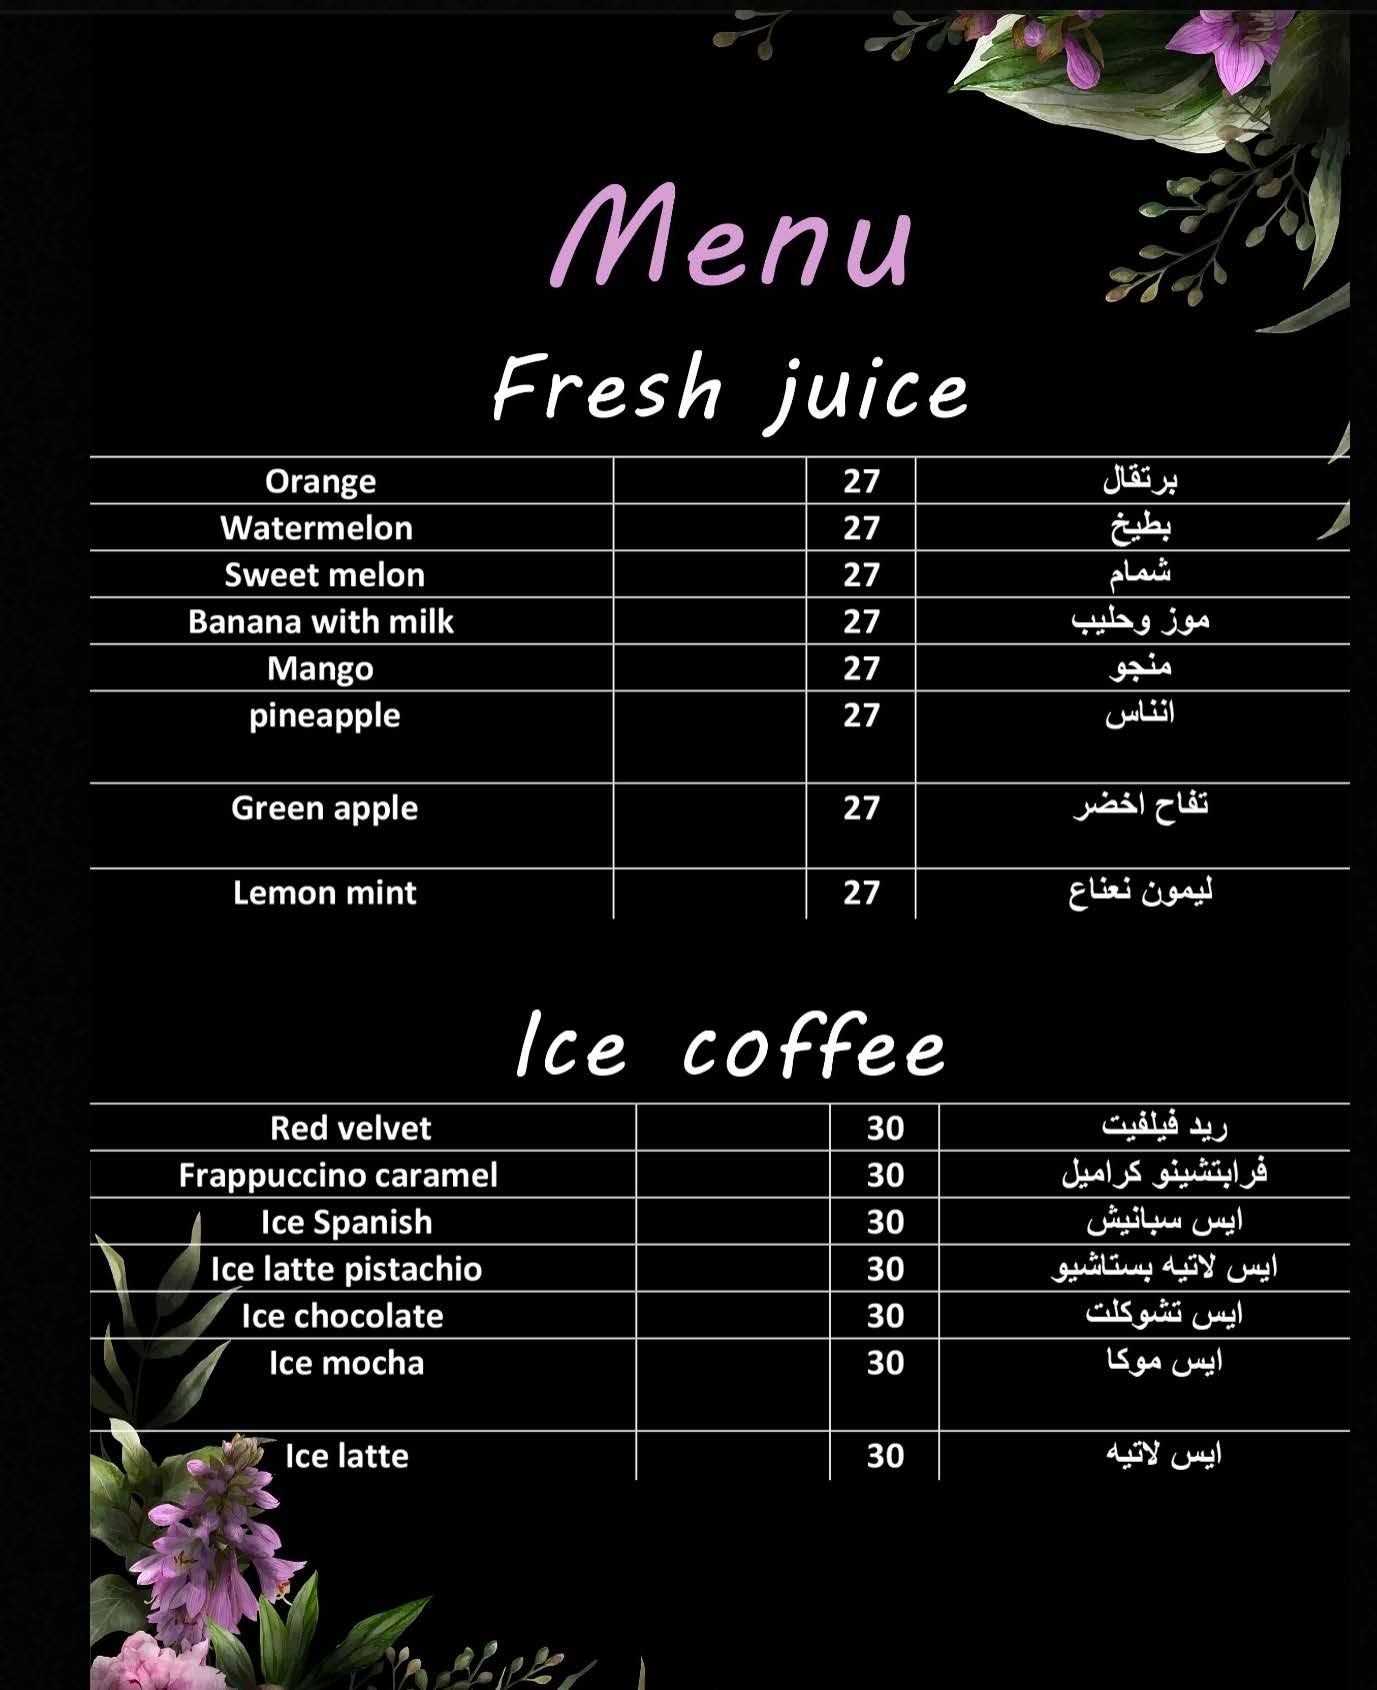 Menu
Fresh juice
Orange 27 برتقال
Watermelon 27 بطيخ
Sweet melon 27 شمام
Banana with milk 27 موز وحليب
Mango 27 منجو
pineapple 27 انناس
Green apple 27 تفاح اخضر
Lemon mint 27 ليمون نعناع
Ice coffee
Red velvet 30 ريد فيلفيت
Frappuccino caramel 30 فرابتشينو كراميل
Ice Spanish 30 ايس سبانيش
Ice latte pistachio 30 ايس لاتيه بستاشيو
Ice chocolate 30 ايس تشوكلت
Ice mocha 30 ايس موكا
Ice latte 30 ايس لاتيه